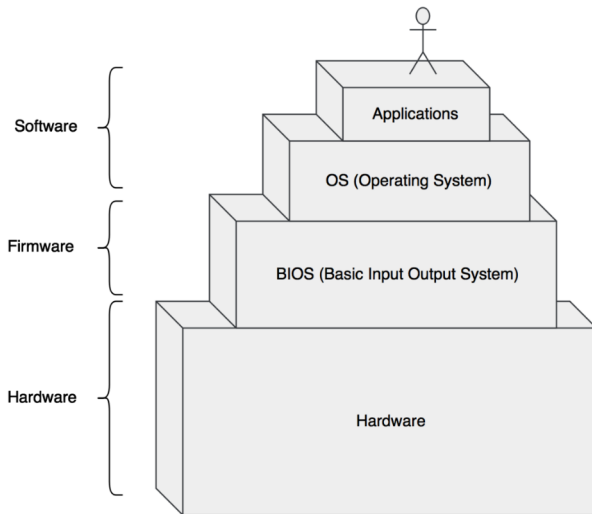 Applications
Software
OS (Operating System)
Firmware
BIOS (Basic Input Output System)
Hardware
Hardware